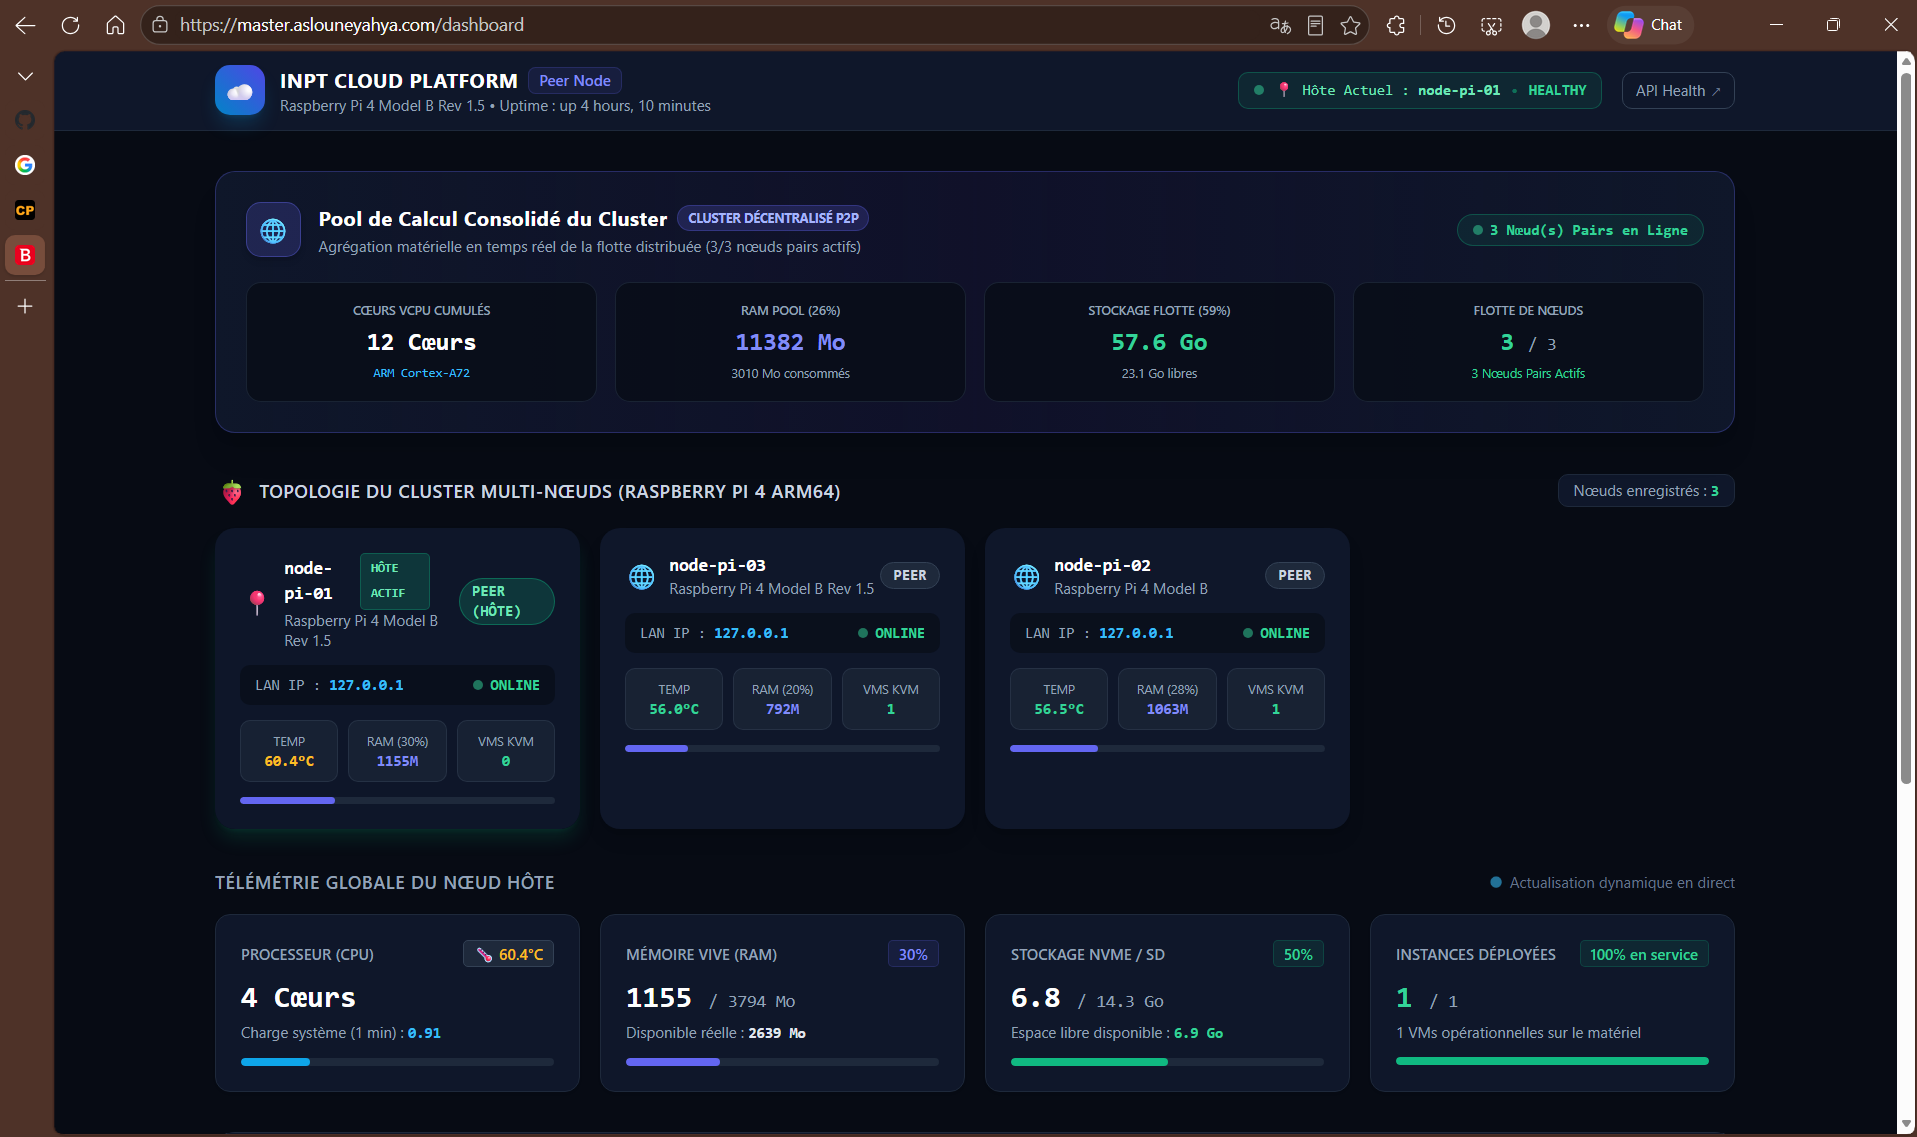 https://master.aslouneyahya.com/dashboard
Chat
INPT CLOUD PLATFORM
Peer Node
Raspberry Pi 4 Model B Rev 1.5 • Uptime : up 4 hours, 10 minutes
Hôte Actuel : node-pi-01 • HEALTHY
API Health ↗
CP
B
Pool de Calcul Consolidé du Cluster
CLUSTER DÉCENTRALISÉ P2P
Agrégation matérielle en temps réel de la flotte distribuée (3/3 nœuds pairs actifs)
3 Nœud(s) Pairs en Ligne
CŒURS VCPU CUMULÉS
12 Cœurs
ARM Cortex-A72
RAM POOL (26%)
11382 Mo
3010 Mo consommés
STOCKAGE FLOTTE (59%)
57.6 Go
23.1 Go libres
FLOTTE DE NŒUDS
3 / 3
3 Nœuds Pairs Actifs
TOPOLOGIE DU CLUSTER MULTI-NŒUDS (RASPBERRY PI 4 ARM64)
Nœuds enregistrés : 3
node-pi-01
HÔTE ACTIF
Raspberry Pi 4 Model B Rev 1.5
PEER (HÔTE)
LAN IP : 127.0.0.1
ONLINE
TEMP
60.4°C
RAM (30%)
1155M
VMS KVM
0
node-pi-03
Raspberry Pi 4 Model B Rev 1.5
PEER
LAN IP : 127.0.0.1
ONLINE
TEMP
56.0°C
RAM (20%)
792M
VMS KVM
1
node-pi-02
Raspberry Pi 4 Model B
PEER
LAN IP : 127.0.0.1
ONLINE
TEMP
56.5°C
RAM (28%)
1063M
VMS KVM
1
TÉLÉMÉTRIE GLOBALE DU NŒUD HÔTE
Actualisation dynamique en direct
PROCESSEUR (CPU)
60.4°C
4 Cœurs
Charge système (1 min) : 0.91
MÉMOIRE VIVE (RAM)
30%
1155 / 3794 Mo
Disponible réelle : 2639 Mo
STOCKAGE NVME / SD
50%
6.8 / 14.3 Go
Espace libre disponible : 6.9 Go
INSTANCES DÉPLOYÉES
100% en service
1 / 1
1 VMs opérationnelles sur le matériel